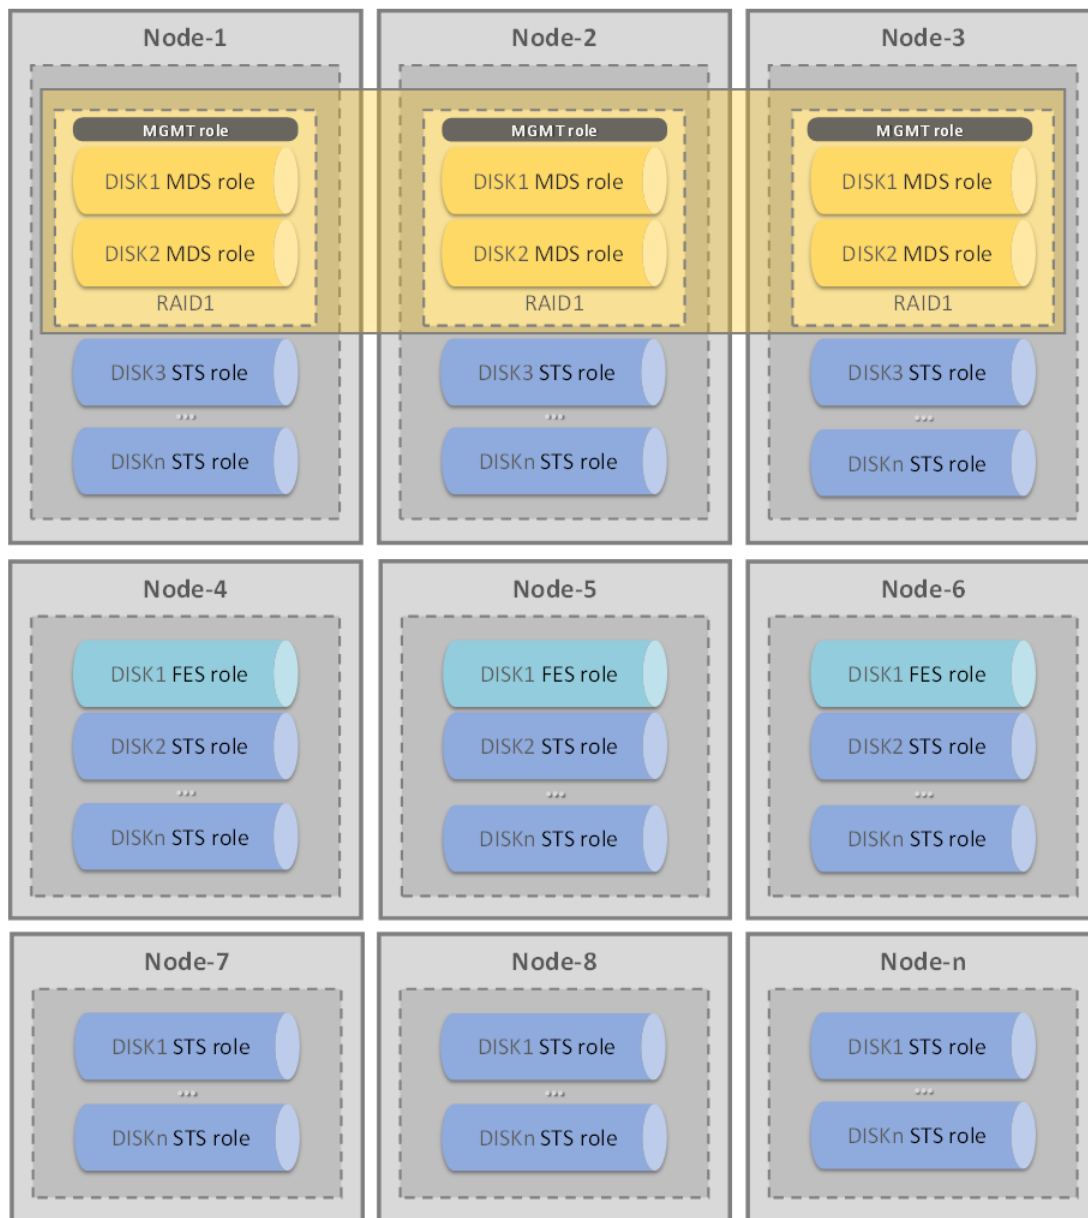 Node-1
MGMT role
DISK1 MDS role
DISK2 MDS role
RAID1
DISK3 STS role
...
DISKn STS role
Node-2
MGMT role
DISK1 MDS role
DISK2 MDS role
RAID1
DISK3 STS role
...
DISKn STS role
Node-3
MGMT role
DISK1 MDS role
DISK2 MDS role
RAID1
DISK3 STS role
...
DISKn STS role
Node-4
DISK1 FES role
DISK2 STS role
...
DISKn STS role
Node-5
DISK1 FES role
DISK2 STS role
...
DISKn STS role
Node-6
DISK1 FES role
DISK2 STS role
...
DISKn STS role
Node-7
DISK1 STS role
...
DISKn STS role
Node-8
DISK1 STS role
...
DISKn STS role
Node-n
DISK1 STS role
...
DISKn STS role